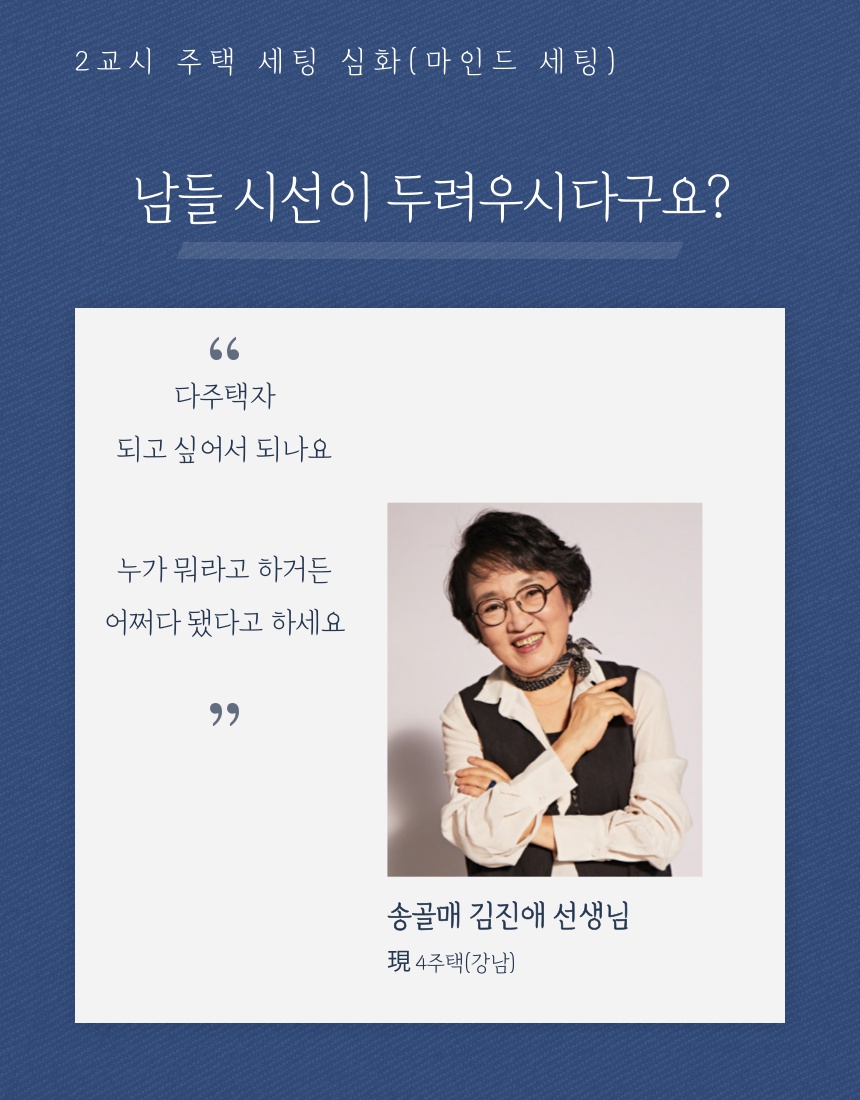 2교시 주택 세팅 심화(마인드 세팅)
남들 시선이 두려우시다구요?
“
다주택자
되고 싶어서 되나요
누가 뭐라고 하거든
어쩌다 됐다고 하세요
”
송골매 김진애 선생님
現 4주택(강남)